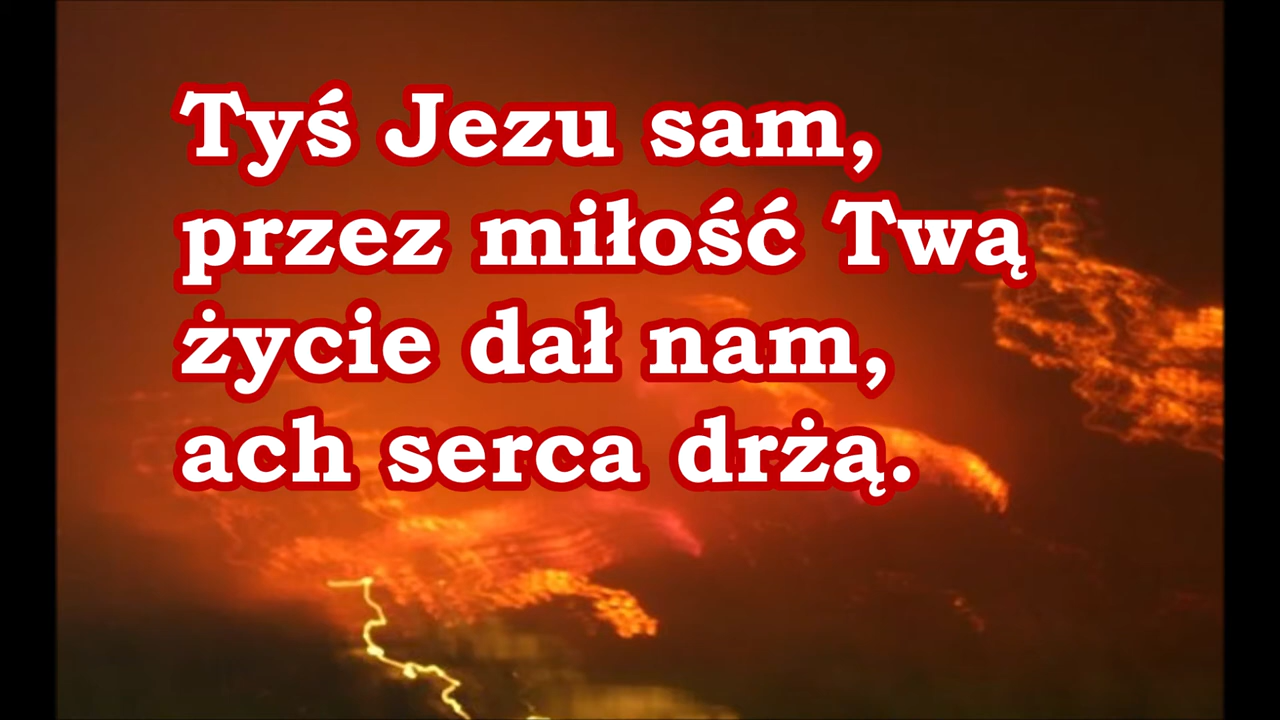 Tyś Jezu sam,
przez miłość Twą
życie dał nam,
ach serca drżą.